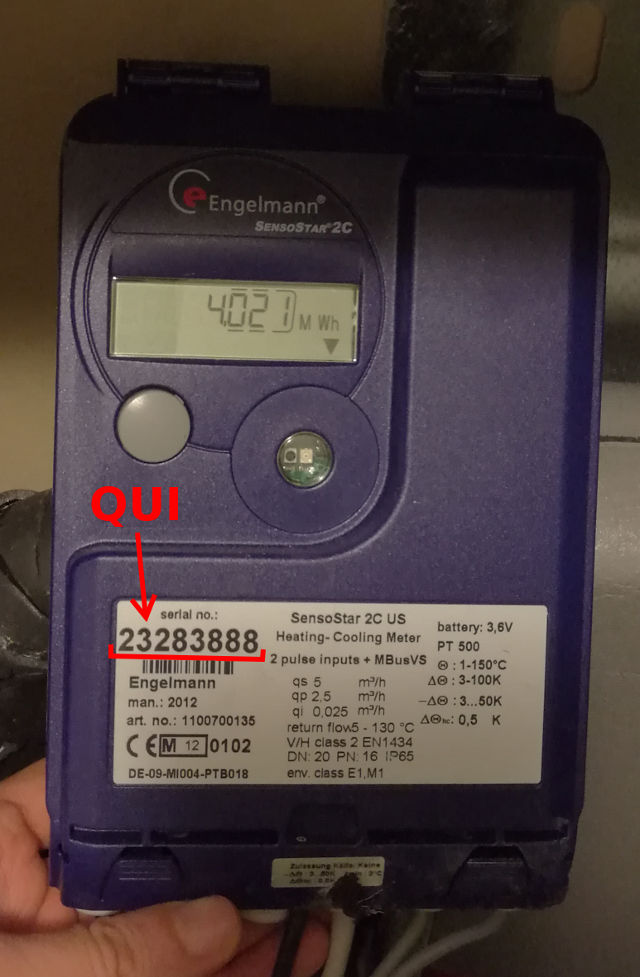 Engelmann®
SENSOSTAR®2C
4.021 M Wh
QUI
serial no.:
23283888
Engelmann
man.: 2012
art. no.: 1100700135
CE M 12 0102
DE-09-MI004-PTB018
SensoStar 2C US
Heating- Cooling Meter
2 pulse inputs + MBusVS
qs 5 m³/h
qp 2,5 m³/h
qi 0,025 m³/h
return flow5 - 130 °C
V/H class 2 EN1434
DN: 20 PN: 16 IP65
env. class E1,M1
battery: 3,6V
PT 500
Θ : 1-150°C
ΔΘ : 3-100K
−ΔΘ : 3...50K
ΔΘhc: 0,5 K
Zulassung Kälte: Keine